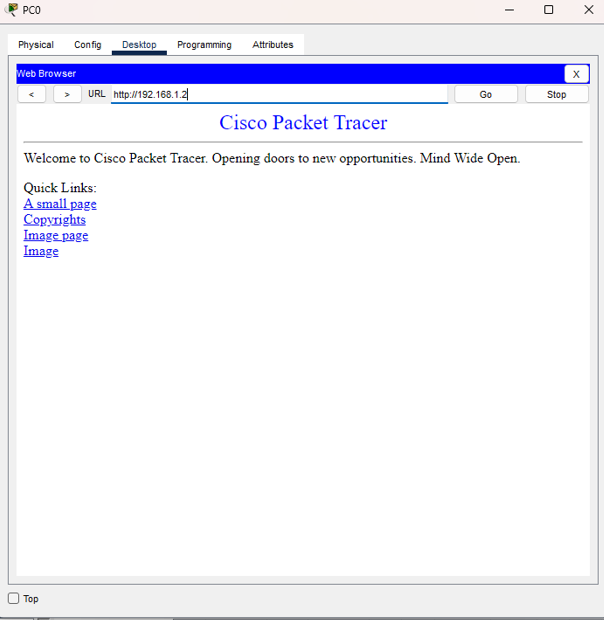 PC0
Physical Config Desktop Programming Attributes
Web Browser
X
< > URL http://192.168.1.2 Go Stop
Cisco Packet Tracer
Welcome to Cisco Packet Tracer. Opening doors to new opportunities. Mind Wide Open.
Quick Links:
A small page
Copyrights
Image page
Image
Top